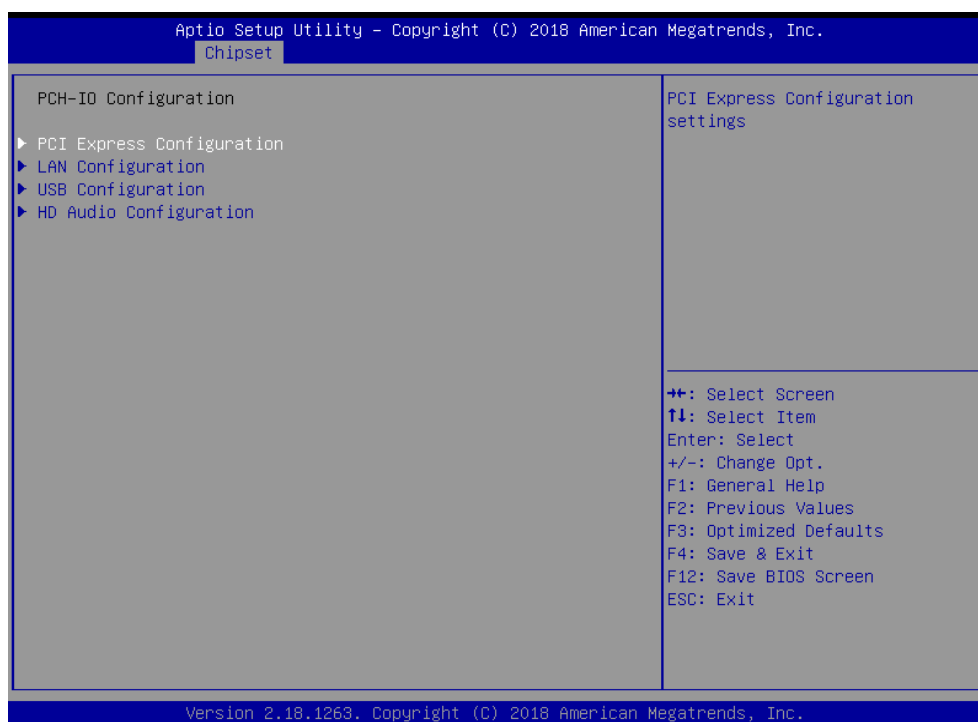 Aptio Setup Utility – Copyright (C) 2018 American Megatrends, Inc.
Chipset
PCH-IO Configuration
▶ PCI Express Configuration
▶ LAN Configuration
▶ USB Configuration
▶ HD Audio Configuration
PCI Express Configuration
settings
→←: Select Screen
↑↓: Select Item
Enter: Select
+/-: Change Opt.
F1: General Help
F2: Previous Values
F3: Optimized Defaults
F4: Save & Exit
F12: Save BIOS Screen
ESC: Exit
Version 2.18.1263. Copyright (C) 2018 American Megatrends, Inc.